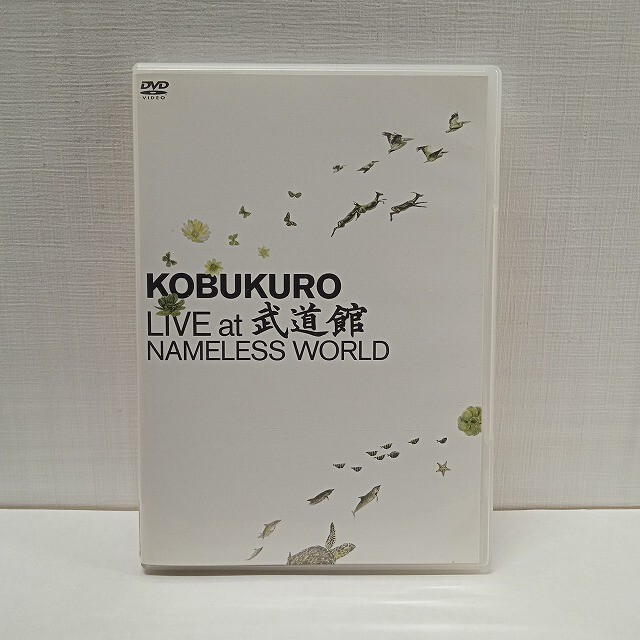 DVD
VIDEO
KOBUKURO
LIVE at 武道館
NAMELESS WORLD